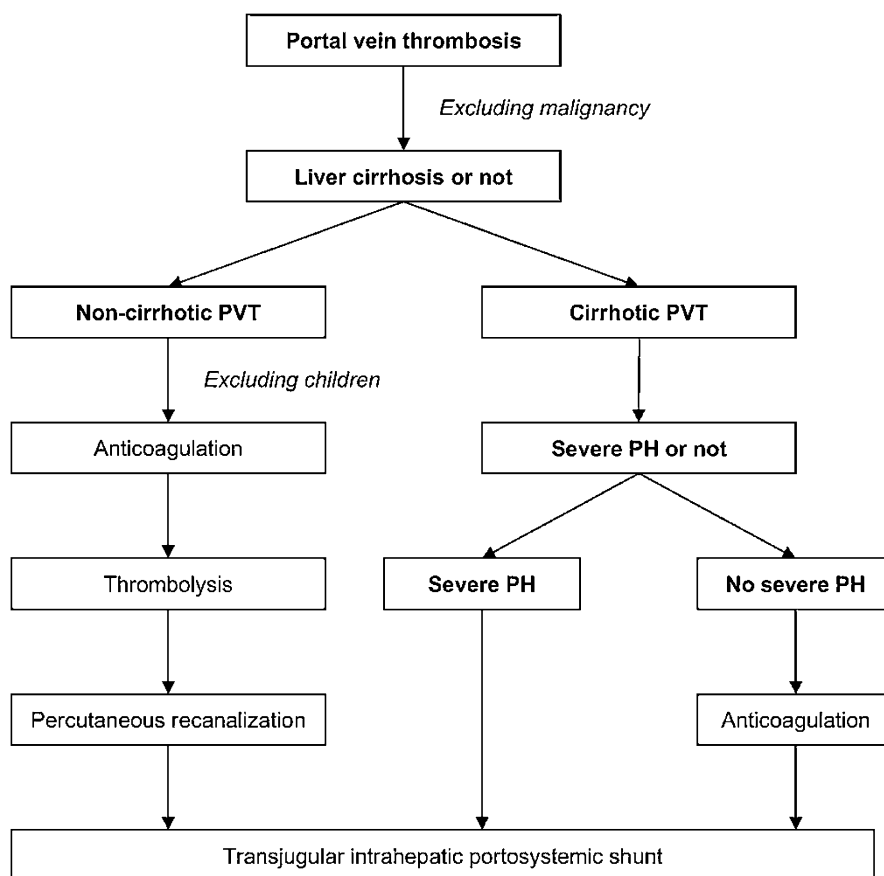 Portal vein thrombosis
Excluding malignancy
Liver cirrhosis or not
Non-cirrhotic PVT
Cirrhotic PVT
Excluding children
Anticoagulation
Severe PH or not
Thrombolysis
Severe PH
No severe PH
Percutaneous recanalization
Anticoagulation
Transjugular intrahepatic portosystemic shunt